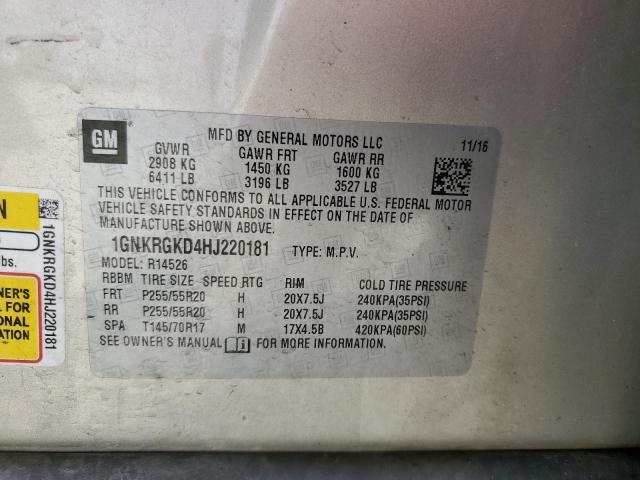 GM
MFD BY GENERAL MOTORS LLC
11/16
GVWR GAWR FRT GAWR RR
2908 KG 1450 KG 1600 KG
6411 LB 3196 LB 3527 LB
THIS VEHICLE CONFORMS TO ALL APPLICABLE U.S. FEDERAL MOTOR
VEHICLE SAFETY STANDARDS IN EFFECT ON THE DATE OF
MANUFACTURE SHOWN ABOVE.
1GNKRGKD4HJ220181 TYPE: M.P.V.
MODEL: R14526
RBBM TIRE SIZE SPEED RTG RIM COLD TIRE PRESSURE
FRT P255/55R20 H 20X7.5J 240KPA(35PSI)
RR P255/55R20 H 20X7.5J 240KPA(35PSI)
SPA T145/70R17 M 17X4.5B 420KPA(60PSI)
SEE OWNER'S MANUAL FOR MORE INFORMATION.
1GNKRGKD4HJ220181
lbs.
FOR